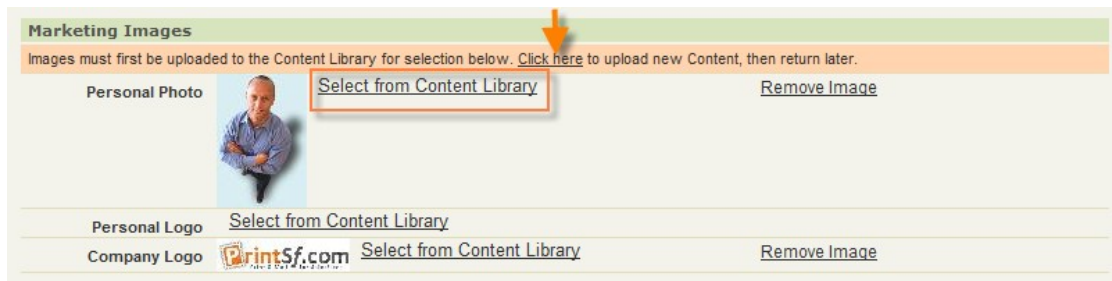 Marketing Images
Images must first be uploaded to the Content Library for selection below. Click here to upload new Content, then return later.
Personal Photo Select from Content Library Remove Image
Personal Logo Select from Content Library
Company Logo PrintSf.com Select from Content Library Remove Image